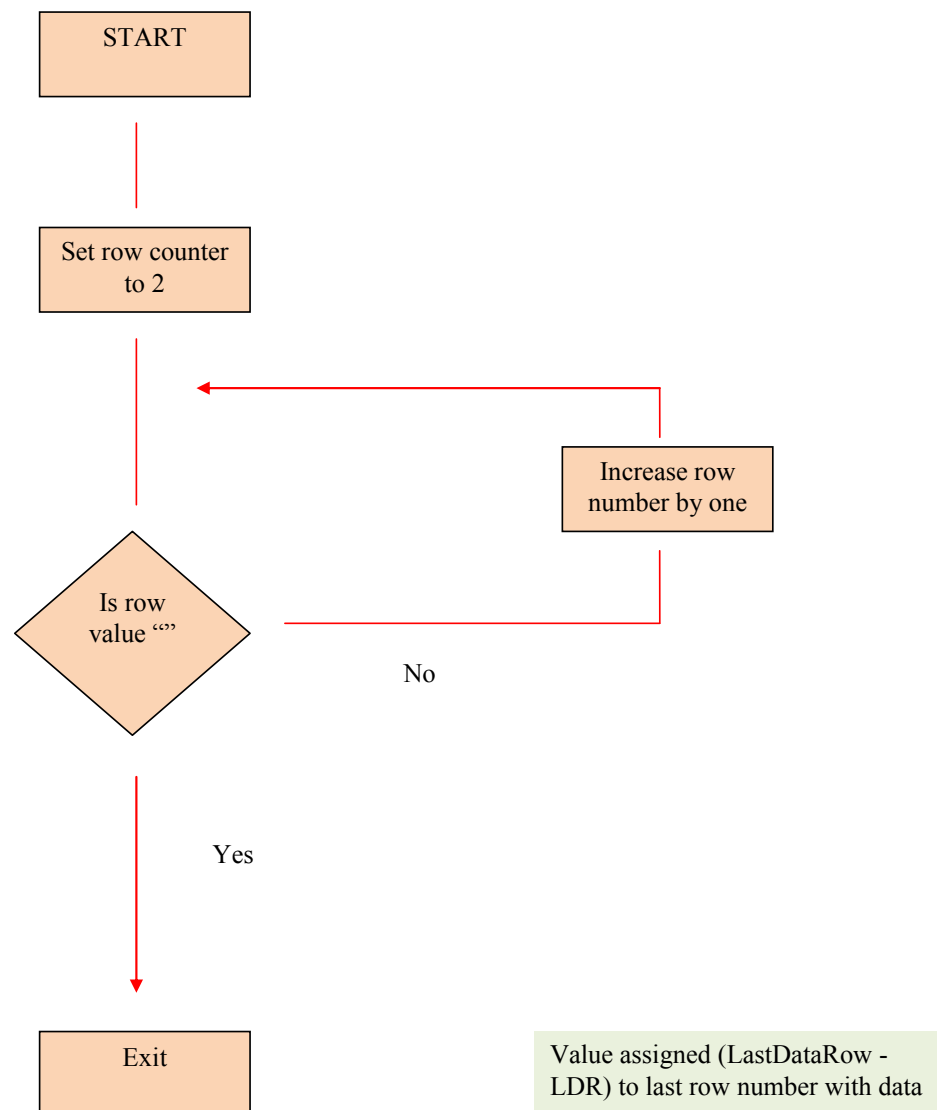 START
Set row counter
to 2
Increase row
number by one
Is row
value “”
No
Yes
Exit
Value assigned (LastDataRow -
LDR) to last row number with data